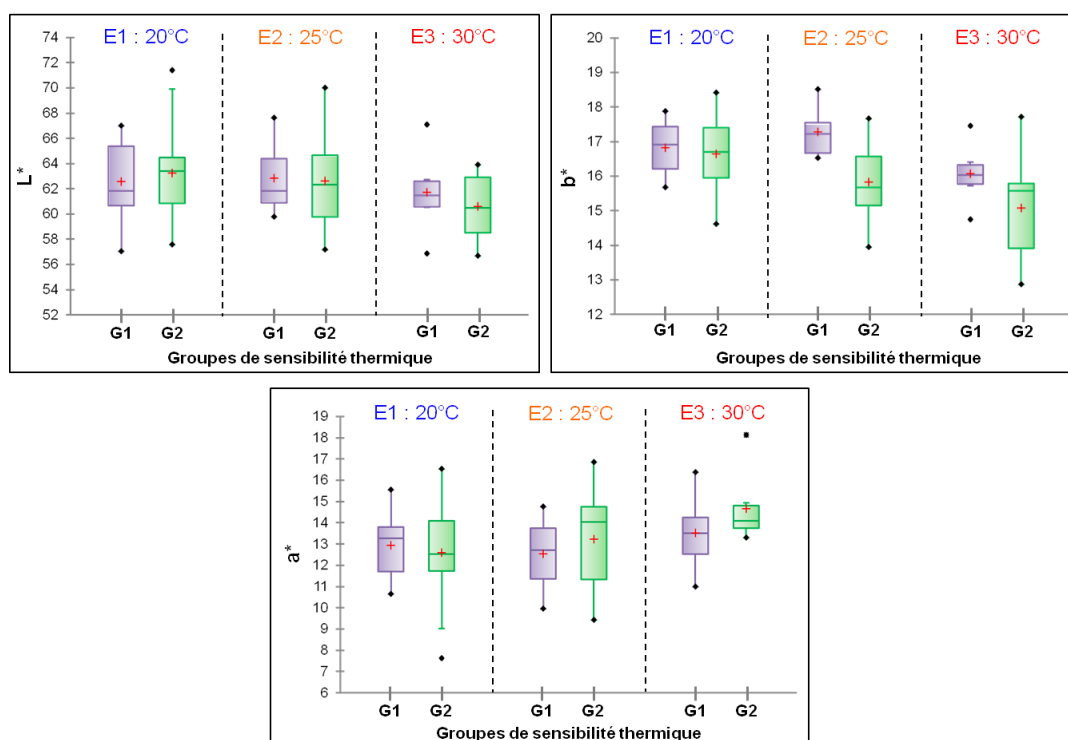 E1 : 20°C E2 : 25°C E3 : 30°C
L*
74
72
70
68
66
64
62
60
58
56
54
52
G1 G2 G1 G2 G1 G2
Groupes de sensibilité thermique
E1 : 20°C E2 : 25°C E3 : 30°C
b*
20
19
18
17
16
15
14
13
12
G1 G2 G1 G2 G1 G2
Groupes de sensibilité thermique
E1 : 20°C E2 : 25°C E3 : 30°C
a*
19
18
17
16
15
14
13
12
11
10
9
8
7
6
G1 G2 G1 G2 G1 G2
Groupes de sensibilité thermique